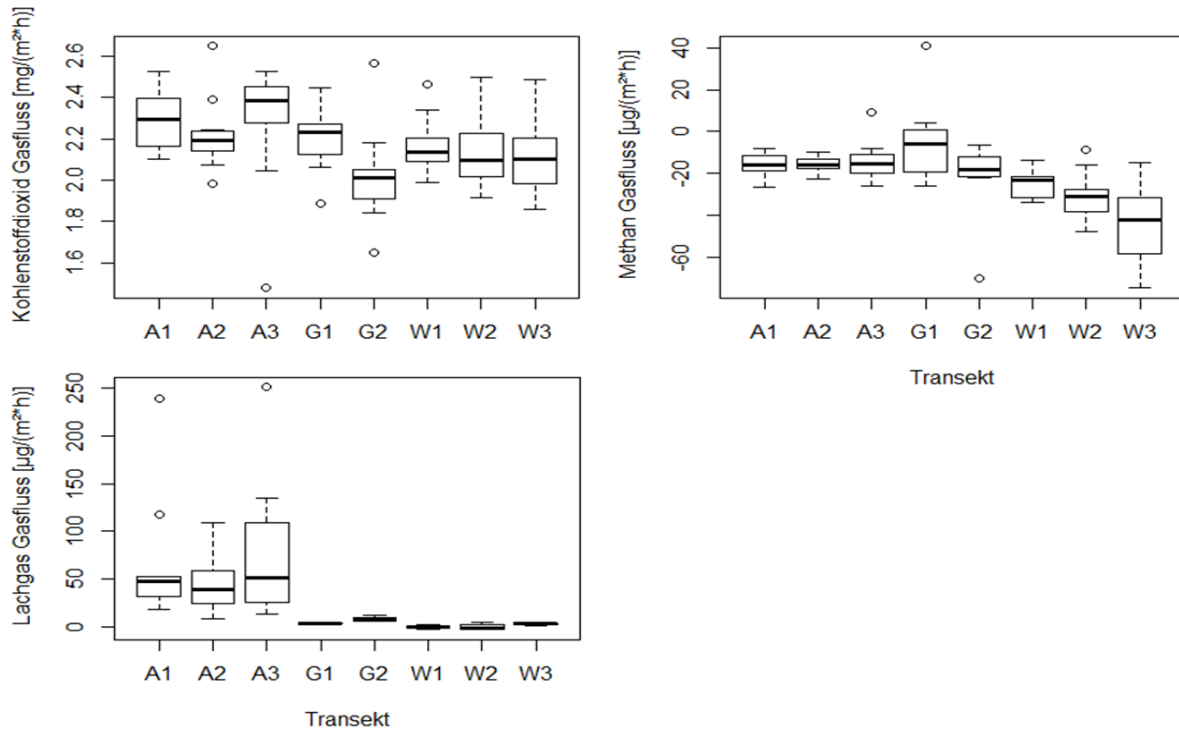 Kohlenstoffdioxid Gasfluss [mg/(m²*h)]
2.6
2.4
2.2
2.0
1.8
1.6
A1 A2 A3 G1 G2 W1 W2 W3
Methan Gasfluss [µg/(m²*h)]
40
20
0
-20
-60
A1 A2 A3 G1 G2 W1 W2 W3
Transekt
Lachgas Gasfluss [µg/(m²*h)]
250
200
150
100
50
0
A1 A2 A3 G1 G2 W1 W2 W3
Transekt